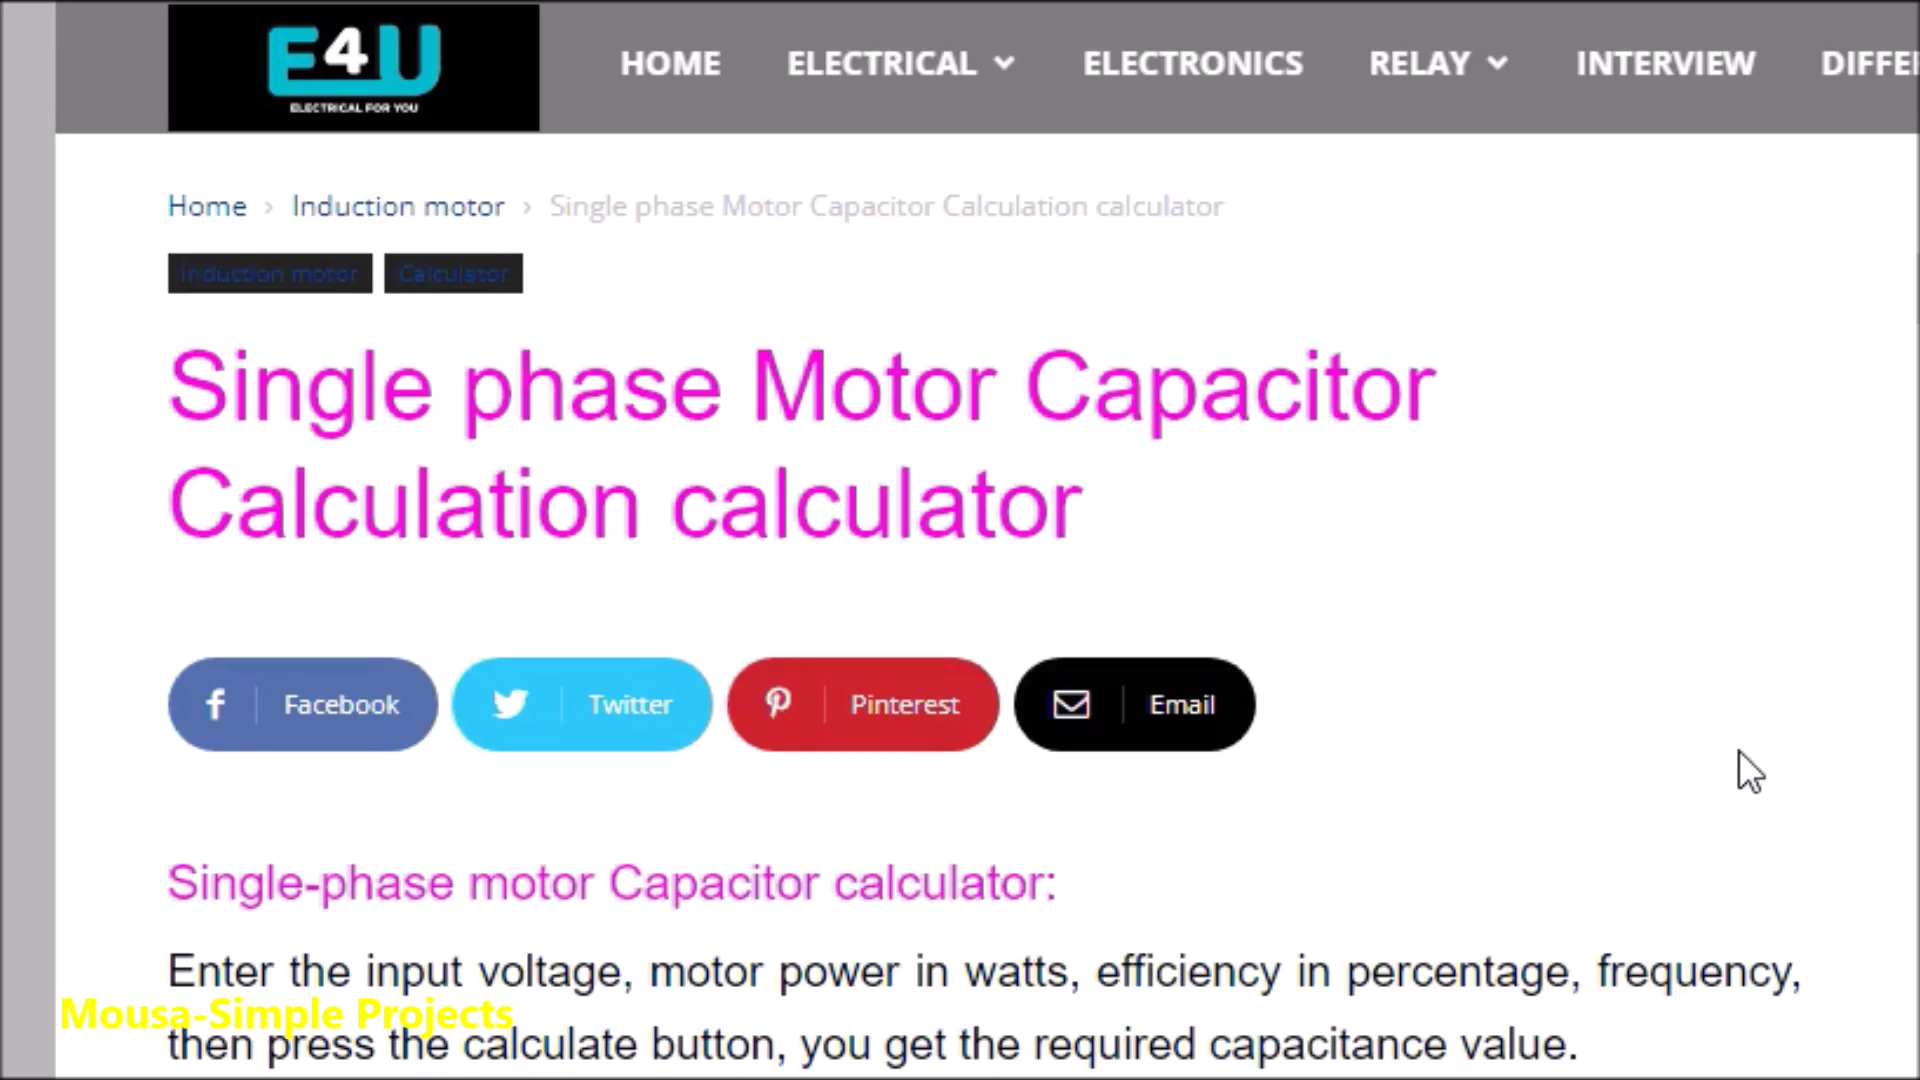 E4U
ELECTRICAL FOR YOU
HOME ELECTRICAL ELECTRONICS RELAY INTERVIEW DIFFE
Home › Induction motor › Single phase Motor Capacitor Calculation calculator
Induction motor Calculator
Single phase Motor Capacitor
Calculation calculator
Facebook Twitter Pinterest Email
Single-phase motor Capacitor calculator:
Enter the input voltage, motor power in watts, efficiency in percentage, frequency,
Mousa-Simple Projects
then press the calculate button, you get the required capacitance value.